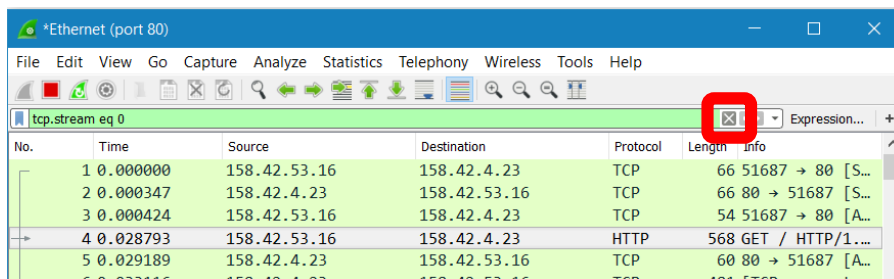 *Ethernet (port 80)
File Edit View Go Capture Analyze Statistics Telephony Wireless Tools Help
tcp.stream eq 0 Expression... +
No. Time Source Destination Protocol Length Info
1 0.000000 158.42.53.16 158.42.4.23 TCP 66 51687 → 80 [S…
2 0.000347 158.42.4.23 158.42.53.16 TCP 66 80 → 51687 [S…
3 0.000424 158.42.53.16 158.42.4.23 TCP 54 51687 → 80 [A…
4 0.028793 158.42.53.16 158.42.4.23 HTTP 568 GET / HTTP/1.…
5 0.029189 158.42.4.23 158.42.53.16 TCP 60 80 → 51687 [A…